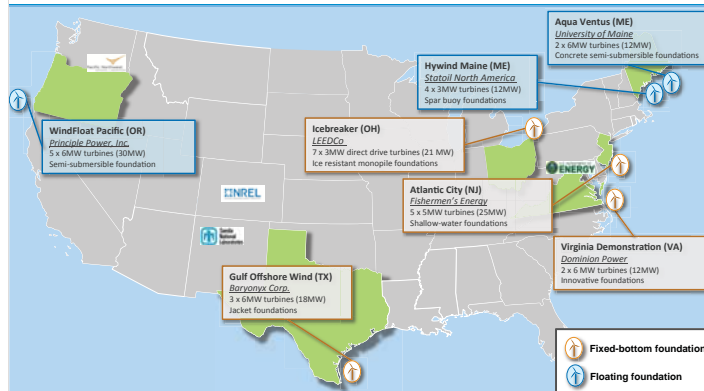 Aqua Ventus (ME)
University of Maine
2 x 6MW turbines (12MW)
Concrete semi-submersible foundations
Hywind Maine (ME)
Statoil North America
4 x 3MW turbines (12MW)
Spar buoy foundations
Pacific Northwest
WindFloat Pacific (OR)
Principle Power, Inc.
5 x 6MW turbines (30MW)
Semi-submersible foundation
Icebreaker (OH)
LEEDCo
7 x 3MW direct drive turbines (21 MW)
Ice resistant monopile foundations
ENERGY
NREL
Atlantic City (NJ)
Fishermen's Energy
5 x 5MW turbines (25MW)
Shallow-water foundations
Sandia
National
Laboratories
Virginia Demonstration (VA)
Dominion Power
2 x 6 MW turbines (12MW)
Innovative foundations
Gulf Offshore Wind (TX)
Baryonyx Corp.
3 x 6MW turbines (18MW)
Jacket foundations
Fixed-bottom foundation
Floating foundation